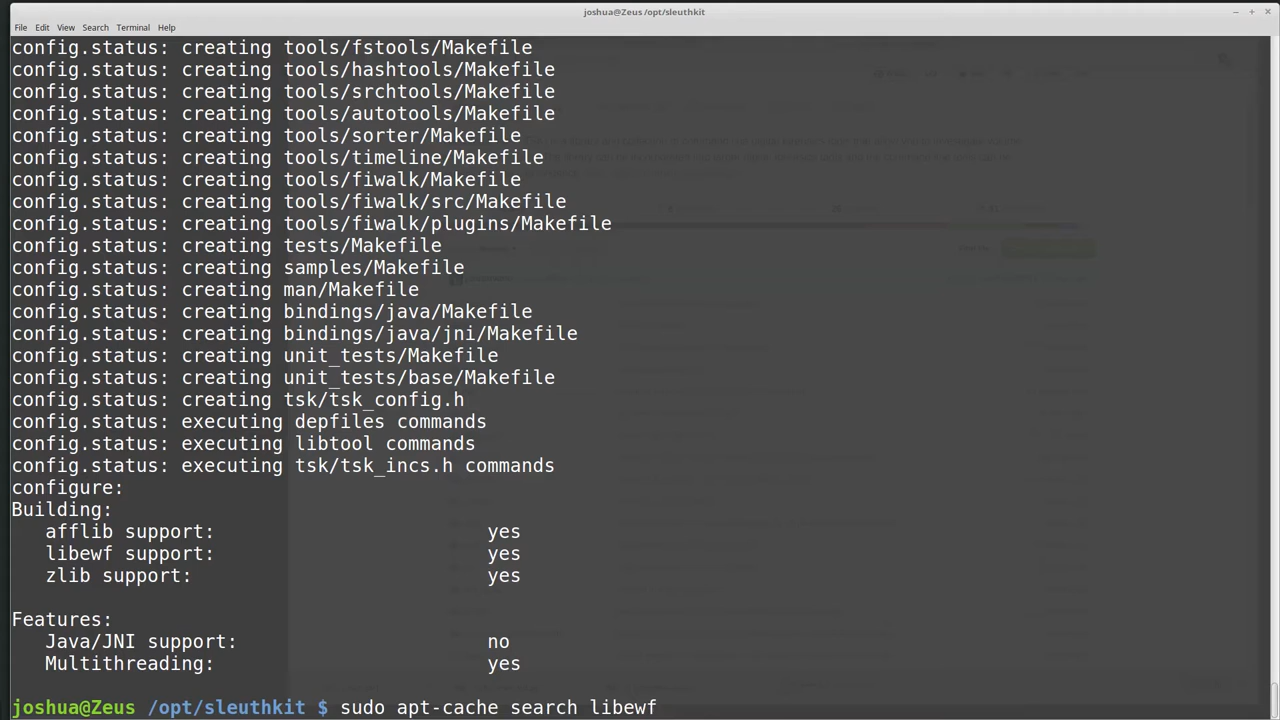 joshua@Zeus /opt/sleuthkit
File Edit View Search Terminal Help
config.status: creating tools/fstools/Makefile
config.status: creating tools/hashtools/Makefile
config.status: creating tools/srchtools/Makefile
config.status: creating tools/autotools/Makefile
config.status: creating tools/sorter/Makefile
config.status: creating tools/timeline/Makefile
config.status: creating tools/fiwalk/Makefile
config.status: creating tools/fiwalk/src/Makefile
config.status: creating tools/fiwalk/plugins/Makefile
config.status: creating tests/Makefile
config.status: creating samples/Makefile
config.status: creating man/Makefile
config.status: creating bindings/java/Makefile
config.status: creating bindings/java/jni/Makefile
config.status: creating unit_tests/Makefile
config.status: creating unit_tests/base/Makefile
config.status: creating tsk/tsk_config.h
config.status: executing depfiles commands
config.status: executing libtool commands
config.status: executing tsk/tsk_incs.h commands
configure:
Building:
afflib support: yes
libewf support: yes
zlib support: yes
Features:
Java/JNI support: no
Multithreading: yes
joshua@Zeus /opt/sleuthkit $ sudo apt-cache search libewf